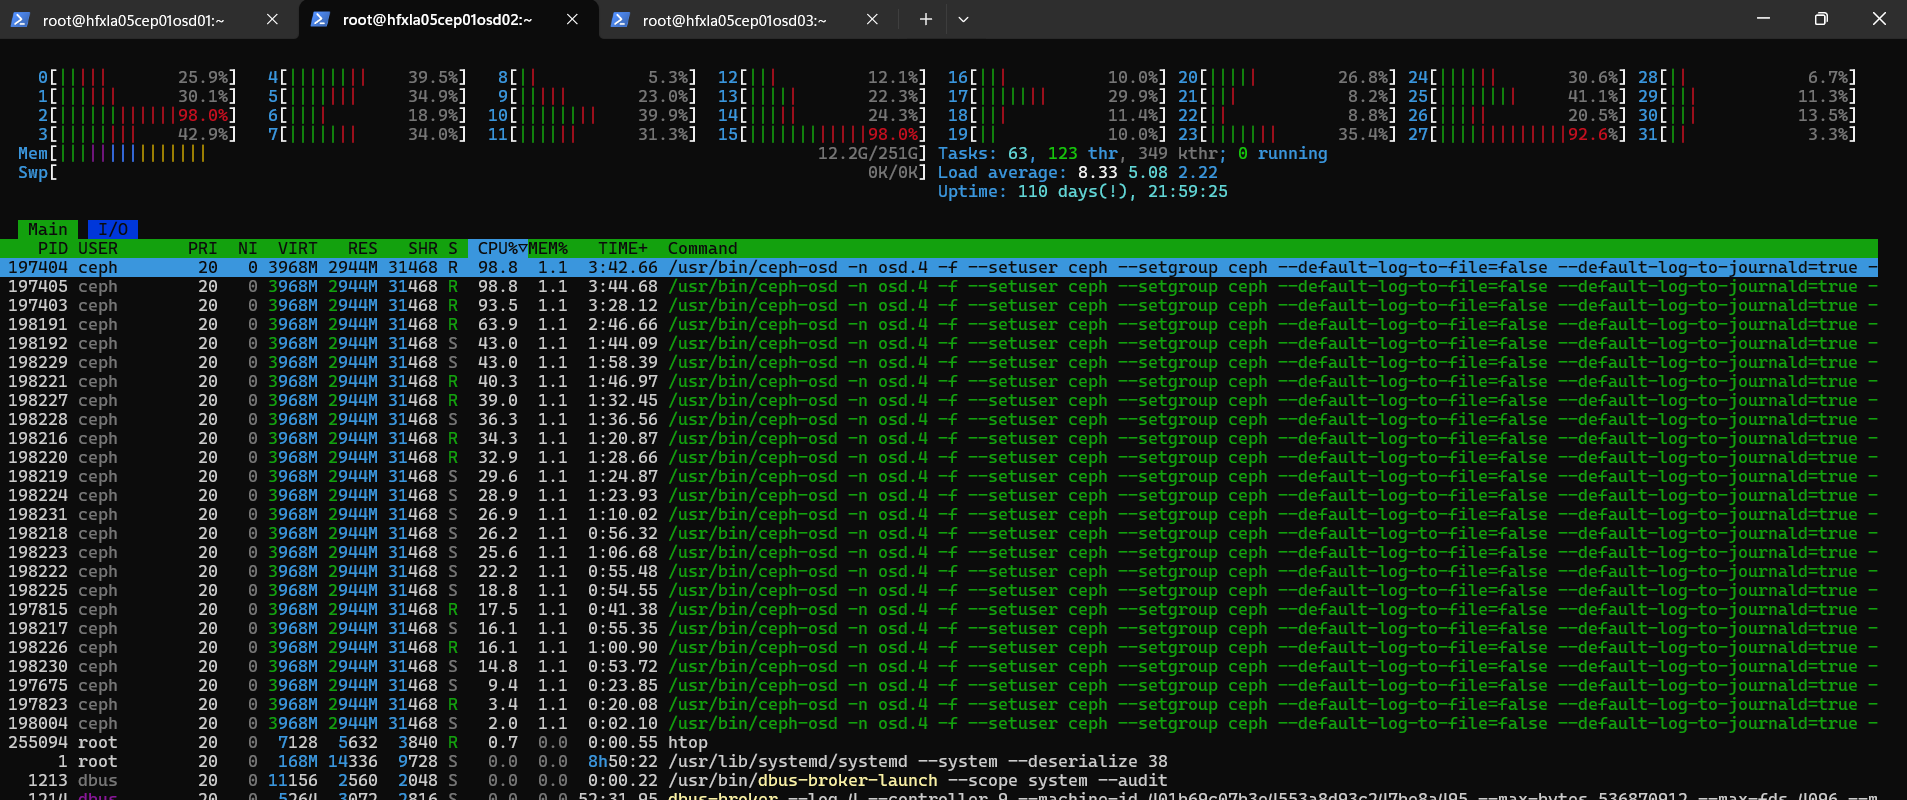 root@hfxla05cep01osd01:~ root@hfxla05cep01osd02:~ root@hfxla05cep01osd03:~
0[|||||| 25.9%] 4[|||||||| 39.5%] 8[|| 5.3%] 12[||| 12.1%] 16[||| 10.0%] 20[||||| 26.8%] 24[|||||| 30.6%] 28[|| 6.7%]
1[|||||| 30.1%] 5[||||||| 34.9%] 9[||||| 23.0%] 13[||||| 22.3%] 17[||||||| 29.9%] 21[||| 8.2%] 25[|||||||| 41.1%] 29[||| 11.3%]
2[||||||||||||98.0%] 6[|||| 18.9%] 10[|||||||| 39.9%] 14[||||| 24.3%] 18[||| 11.4%] 22[|| 8.8%] 26[||||| 20.5%] 30[||| 13.5%]
3[|||||||| 42.9%] 7[||||||| 34.0%] 11[|||||| 31.3%] 15[||||||||||||98.0%] 19[|| 10.0%] 23[||||||| 35.4%] 27[|||||||||||||92.6%] 31[|| 3.3%]
Mem[||||||||||||||| 12.2G/251G] Tasks: 63, 123 thr, 349 kthr; 0 running
Swp[ 0K/0K] Load average: 8.33 5.08 2.22
Uptime: 110 days(!), 21:59:25
Main I/O
PID USER PRI NI VIRT RES SHR S CPU%▽MEM% TIME+ Command
197404 ceph 20 0 3968M 2944M 31468 R 98.8 1.1 3:42.66 /usr/bin/ceph-osd -n osd.4 -f --setuser ceph --setgroup ceph --default-log-to-file=false --default-log-to-journald=true -
197405 ceph 20 0 3968M 2944M 31468 R 98.8 1.1 3:44.68 /usr/bin/ceph-osd -n osd.4 -f --setuser ceph --setgroup ceph --default-log-to-file=false --default-log-to-journald=true -
197403 ceph 20 0 3968M 2944M 31468 R 93.5 1.1 3:28.12 /usr/bin/ceph-osd -n osd.4 -f --setuser ceph --setgroup ceph --default-log-to-file=false --default-log-to-journald=true -
198191 ceph 20 0 3968M 2944M 31468 R 63.9 1.1 2:46.66 /usr/bin/ceph-osd -n osd.4 -f --setuser ceph --setgroup ceph --default-log-to-file=false --default-log-to-journald=true -
198192 ceph 20 0 3968M 2944M 31468 S 43.0 1.1 1:44.09 /usr/bin/ceph-osd -n osd.4 -f --setuser ceph --setgroup ceph --default-log-to-file=false --default-log-to-journald=true -
198229 ceph 20 0 3968M 2944M 31468 S 43.0 1.1 1:58.39 /usr/bin/ceph-osd -n osd.4 -f --setuser ceph --setgroup ceph --default-log-to-file=false --default-log-to-journald=true -
198221 ceph 20 0 3968M 2944M 31468 R 40.3 1.1 1:46.97 /usr/bin/ceph-osd -n osd.4 -f --setuser ceph --setgroup ceph --default-log-to-file=false --default-log-to-journald=true -
198227 ceph 20 0 3968M 2944M 31468 R 39.0 1.1 1:32.45 /usr/bin/ceph-osd -n osd.4 -f --setuser ceph --setgroup ceph --default-log-to-file=false --default-log-to-journald=true -
198228 ceph 20 0 3968M 2944M 31468 S 36.3 1.1 1:36.56 /usr/bin/ceph-osd -n osd.4 -f --setuser ceph --setgroup ceph --default-log-to-file=false --default-log-to-journald=true -
198216 ceph 20 0 3968M 2944M 31468 R 34.3 1.1 1:20.87 /usr/bin/ceph-osd -n osd.4 -f --setuser ceph --setgroup ceph --default-log-to-file=false --default-log-to-journald=true -
198220 ceph 20 0 3968M 2944M 31468 R 32.9 1.1 1:28.66 /usr/bin/ceph-osd -n osd.4 -f --setuser ceph --setgroup ceph --default-log-to-file=false --default-log-to-journald=true -
198219 ceph 20 0 3968M 2944M 31468 S 29.6 1.1 1:24.87 /usr/bin/ceph-osd -n osd.4 -f --setuser ceph --setgroup ceph --default-log-to-file=false --default-log-to-journald=true -
198224 ceph 20 0 3968M 2944M 31468 S 28.9 1.1 1:23.93 /usr/bin/ceph-osd -n osd.4 -f --setuser ceph --setgroup ceph --default-log-to-file=false --default-log-to-journald=true -
198231 ceph 20 0 3968M 2944M 31468 S 26.9 1.1 1:10.02 /usr/bin/ceph-osd -n osd.4 -f --setuser ceph --setgroup ceph --default-log-to-file=false --default-log-to-journald=true -
198218 ceph 20 0 3968M 2944M 31468 S 26.2 1.1 0:56.32 /usr/bin/ceph-osd -n osd.4 -f --setuser ceph --setgroup ceph --default-log-to-file=false --default-log-to-journald=true -
198223 ceph 20 0 3968M 2944M 31468 S 25.6 1.1 1:06.68 /usr/bin/ceph-osd -n osd.4 -f --setuser ceph --setgroup ceph --default-log-to-file=false --default-log-to-journald=true -
198222 ceph 20 0 3968M 2944M 31468 S 22.2 1.1 0:55.48 /usr/bin/ceph-osd -n osd.4 -f --setuser ceph --setgroup ceph --default-log-to-file=false --default-log-to-journald=true -
198225 ceph 20 0 3968M 2944M 31468 S 18.8 1.1 0:54.55 /usr/bin/ceph-osd -n osd.4 -f --setuser ceph --setgroup ceph --default-log-to-file=false --default-log-to-journald=true -
197815 ceph 20 0 3968M 2944M 31468 R 17.5 1.1 0:41.38 /usr/bin/ceph-osd -n osd.4 -f --setuser ceph --setgroup ceph --default-log-to-file=false --default-log-to-journald=true -
198217 ceph 20 0 3968M 2944M 31468 S 16.1 1.1 0:55.35 /usr/bin/ceph-osd -n osd.4 -f --setuser ceph --setgroup ceph --default-log-to-file=false --default-log-to-journald=true -
198226 ceph 20 0 3968M 2944M 31468 R 16.1 1.1 1:00.90 /usr/bin/ceph-osd -n osd.4 -f --setuser ceph --setgroup ceph --default-log-to-file=false --default-log-to-journald=true -
198230 ceph 20 0 3968M 2944M 31468 S 14.8 1.1 0:53.72 /usr/bin/ceph-osd -n osd.4 -f --setuser ceph --setgroup ceph --default-log-to-file=false --default-log-to-journald=true -
197675 ceph 20 0 3968M 2944M 31468 S 9.4 1.1 0:23.85 /usr/bin/ceph-osd -n osd.4 -f --setuser ceph --setgroup ceph --default-log-to-file=false --default-log-to-journald=true -
197823 ceph 20 0 3968M 2944M 31468 R 3.4 1.1 0:20.08 /usr/bin/ceph-osd -n osd.4 -f --setuser ceph --setgroup ceph --default-log-to-file=false --default-log-to-journald=true -
198004 ceph 20 0 3968M 2944M 31468 S 2.0 1.1 0:02.10 /usr/bin/ceph-osd -n osd.4 -f --setuser ceph --setgroup ceph --default-log-to-file=false --default-log-to-journald=true -
255094 root 20 0 7128 5632 3840 R 0.7 0.0 0:00.55 htop
1 root 20 0 168M 14336 9728 S 0.0 0.0 8h50:22 /usr/lib/systemd/systemd --system --deserialize 38
1213 dbus 20 0 11156 2560 2048 S 0.0 0.0 0:00.22 /usr/bin/dbus-broker-launch --scope system --audit
1214 dbus 20 0 5264 3072 2816 S 0.0 0.0 52:31.95 dbus-broker --log 4 --controller 9 --machine-id --max-bytes 536870912 --max-fds 4096 --m